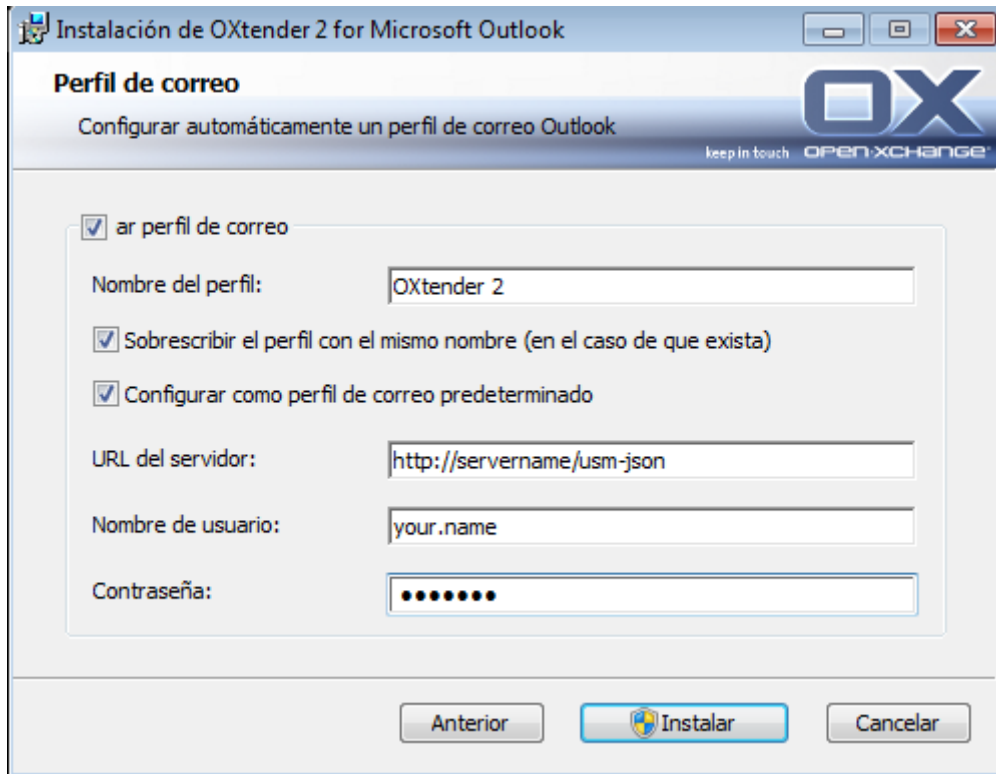 Instalación de OXtender 2 for Microsoft Outlook
Perfil de correo
Configurar automáticamente un perfil de correo Outlook
OX
keep in touch OPEN-XCHANGE
ar perfil de correo
Nombre del perfil: OXtender 2
Sobrescribir el perfil con el mismo nombre (en el caso de que exista)
Configurar como perfil de correo predeterminado
URL del servidor: http://servername/usm-json
Nombre de usuario: your.name
Contraseña: •••••••
Anterior Instalar Cancelar